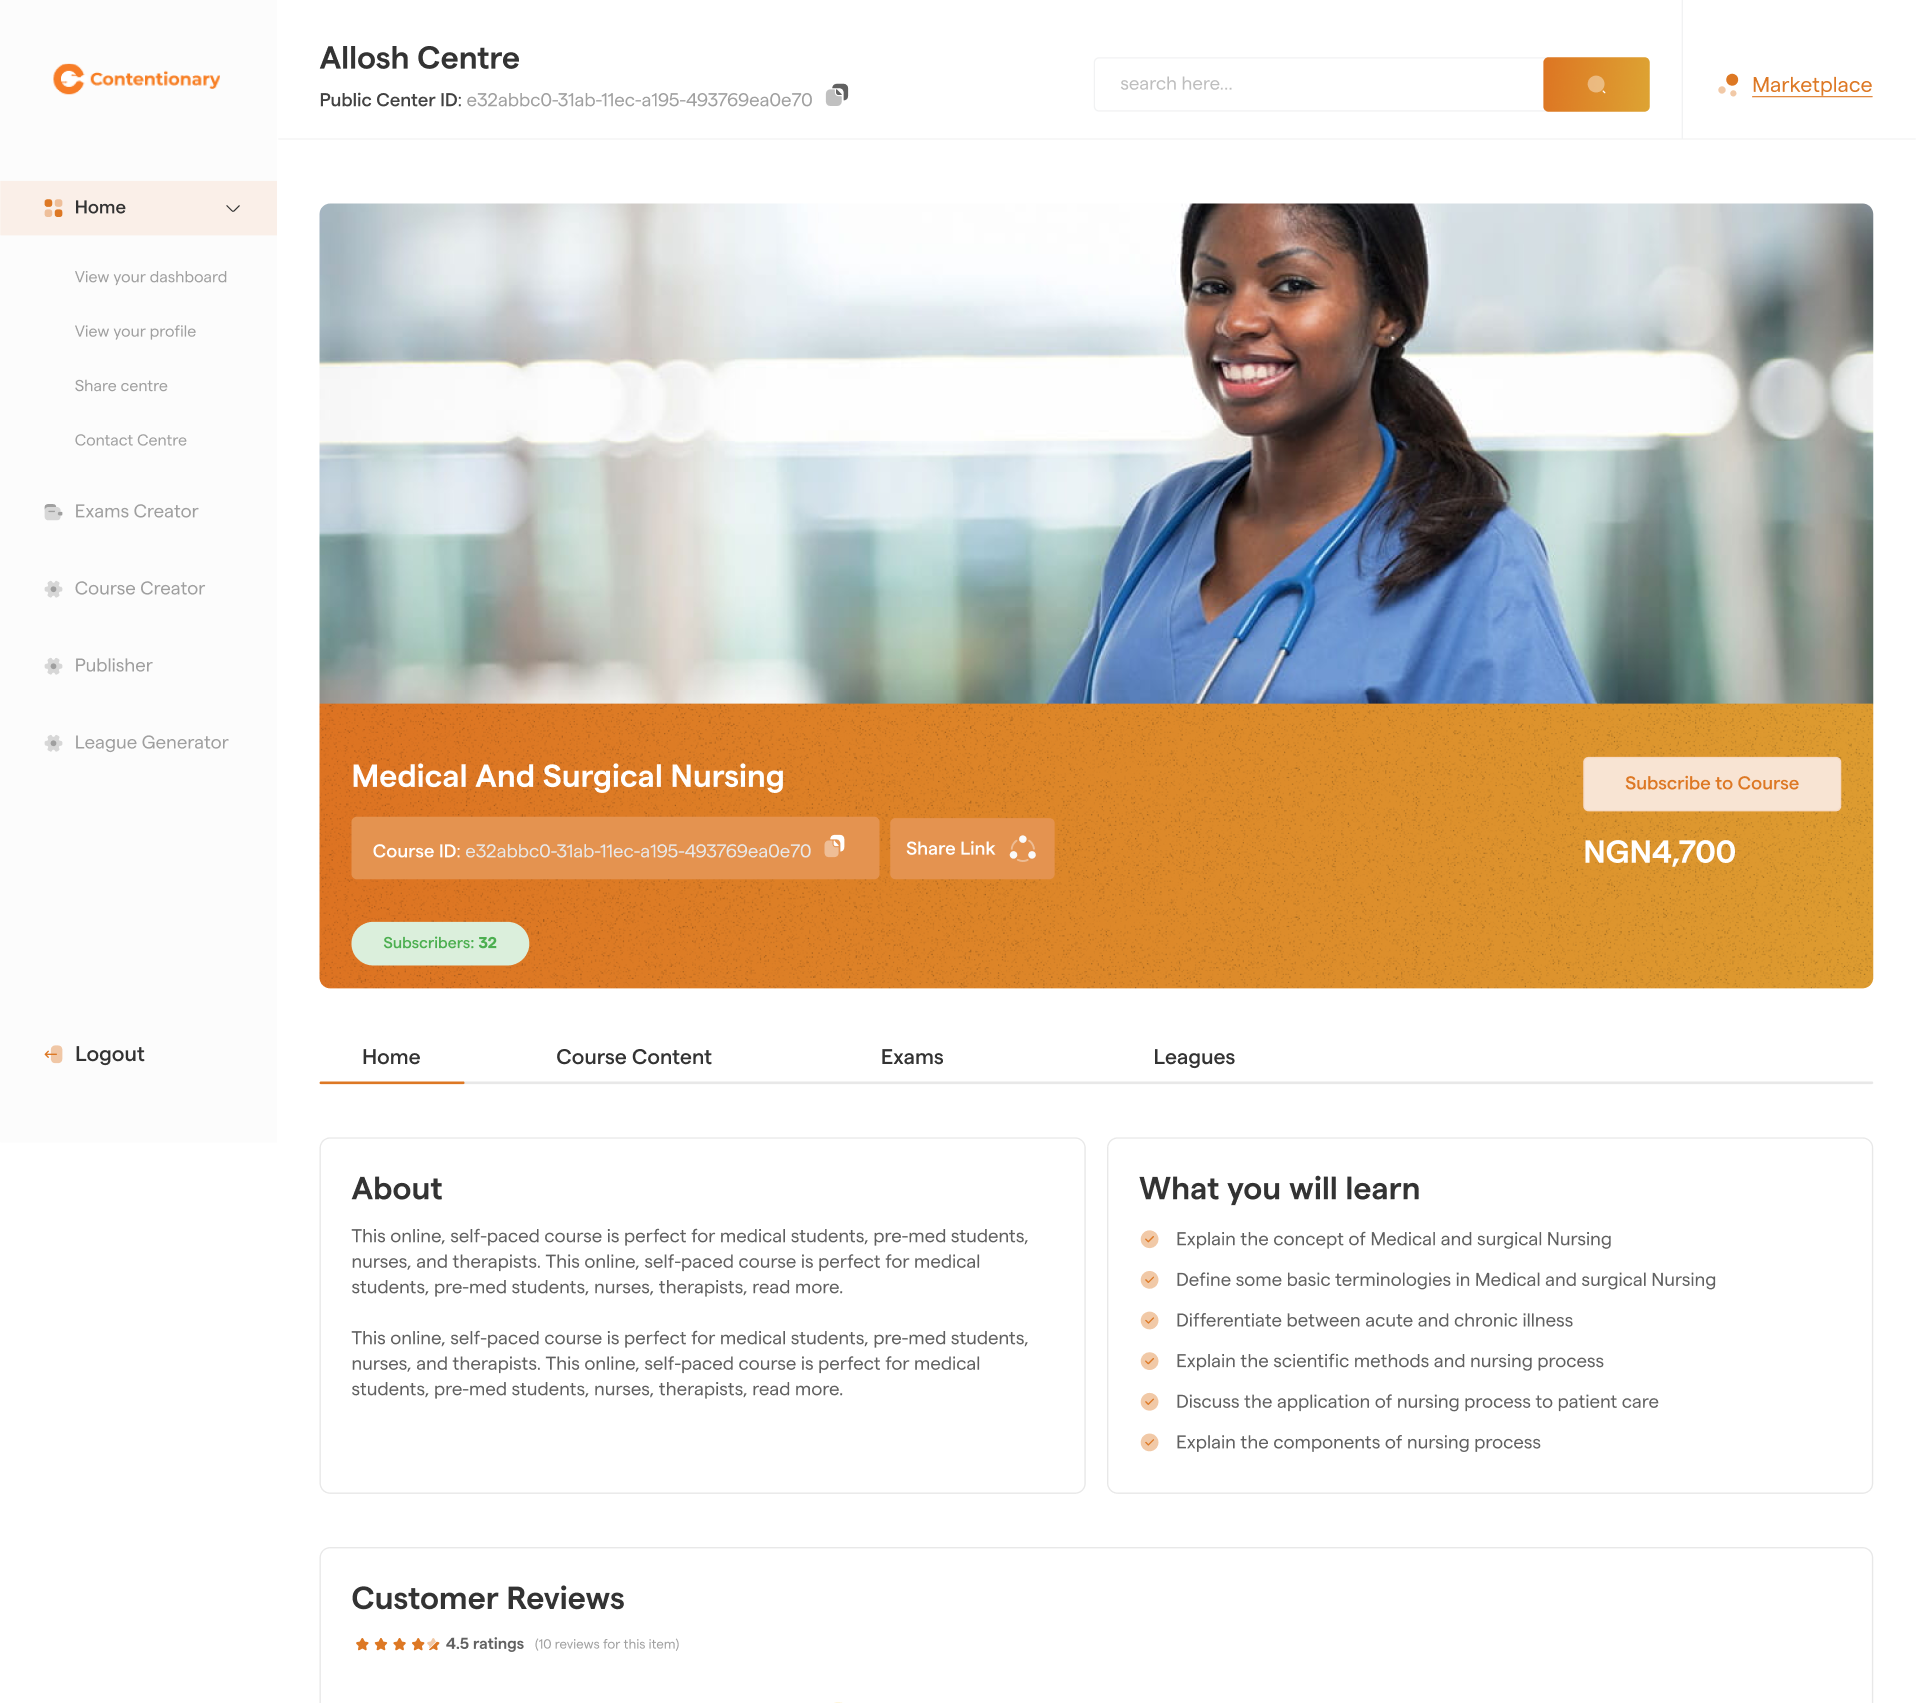 Contentionary
Allosh Centre
Public Center ID: e32abbc0-31ab-11ec-a195-493769ea0e70
search here...
Marketplace
Home
View your dashboard
View your profile
Share centre
Contact Centre
Exams Creator
Course Creator
Publisher
League Generator
Logout
Medical And Surgical Nursing
Subscribe to Course
Course ID: e32abbc0-31ab-11ec-a195-493769ea0e70
Share Link
NGN4,700
Subscribers: 32
Home
Course Content
Exams
Leagues
About
This online, self-paced course is perfect for medical students, pre-med students,
nurses, and therapists. This online, self-paced course is perfect for medical
students, pre-med students, nurses, therapists, read more.
This online, self-paced course is perfect for medical students, pre-med students,
nurses, and therapists. This online, self-paced course is perfect for medical
students, pre-med students, nurses, therapists, read more.
What you will learn
Explain the concept of Medical and surgical Nursing
Define some basic terminologies in Medical and surgical Nursing
Differentiate between acute and chronic illness
Explain the scientific methods and nursing process
Discuss the application of nursing process to patient care
Explain the components of nursing process
Customer Reviews
4.5 ratings (10 reviews for this item)